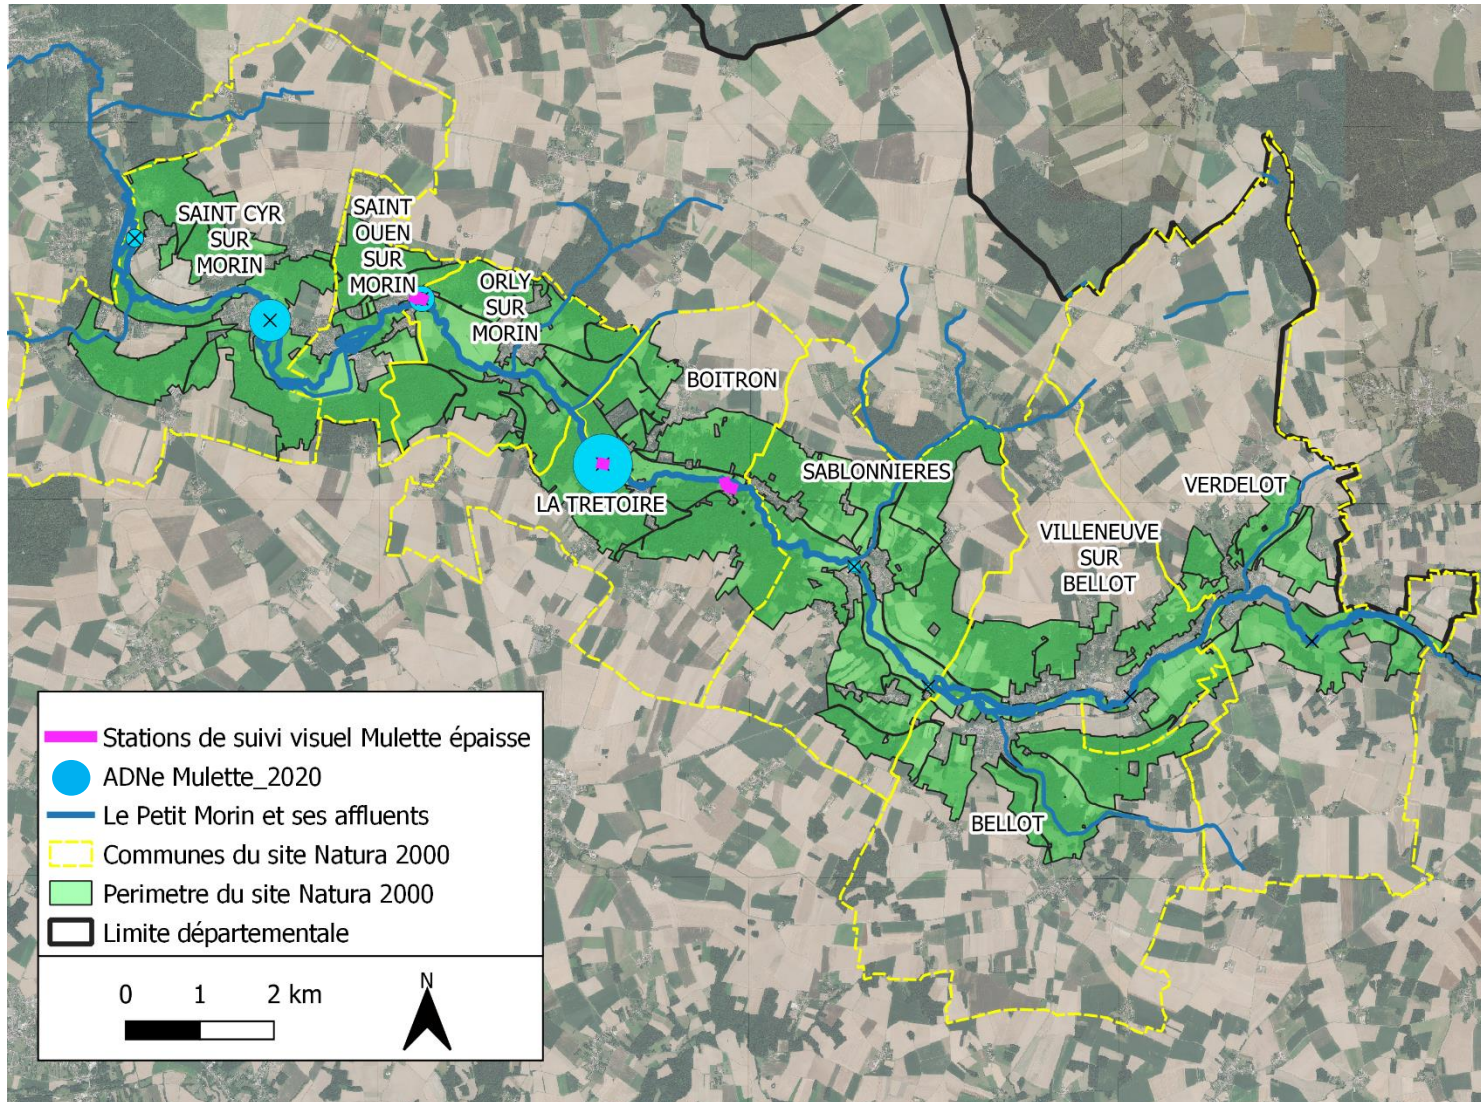 SAINT CYR
SUR
MORIN
SAINT
OUEN
SUR
MORIN
ORLY
SUR
MORIN
BOITRON
LA TRETOIRE
SABLONNIERES
VERDELOT
VILLENEUVE
SUR
BELLOT
BELLOT
Stations de suivi visuel Mulette épaisse
ADNe Mulette_2020
Le Petit Morin et ses affluents
Communes du site Natura 2000
Perimetre du site Natura 2000
Limite départementale
0 1 2 km
N